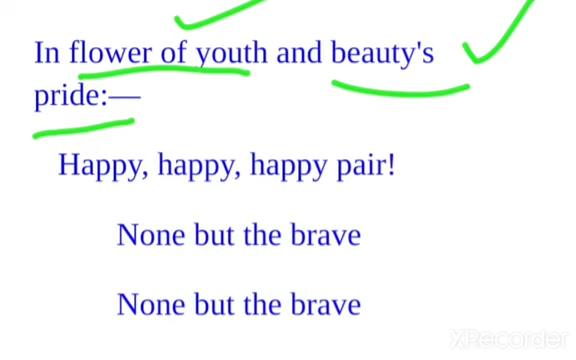 In flower of youth and beauty's
pride:—
Happy, happy, happy pair!
None but the brave
None but the brave
XRecorder